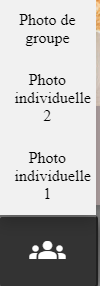 Photo de
groupe
Photo
individuelle
2
Photo
individuelle
1